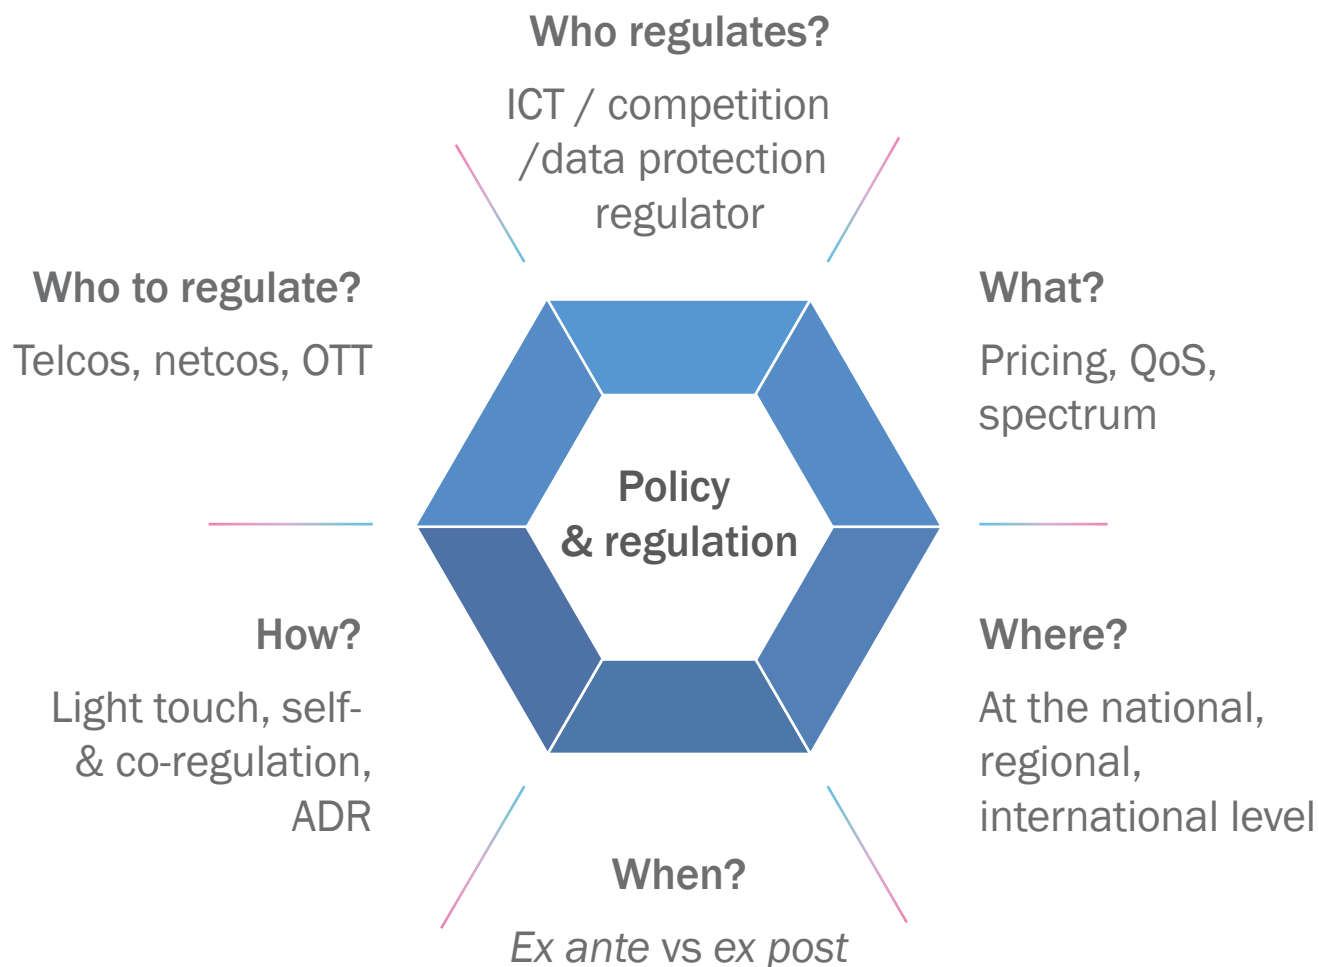 Who regulates?
ICT / competition
/data protection
regulator
Who to regulate?
Telcos, netcos, OTT
What?
Pricing, QoS,
spectrum
Policy
& regulation
How?
Light touch, self-
& co-regulation,
ADR
Where?
At the national,
regional,
international level
When?
Ex ante vs ex post